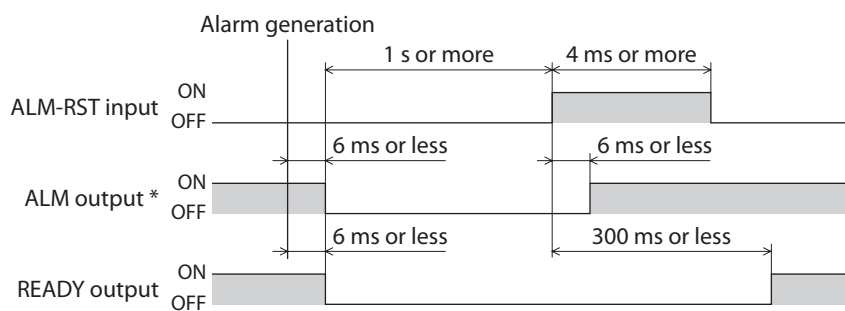 Alarm generation
1 s or more
4 ms or more
ALM-RST input
ON
OFF
6 ms or less
6 ms or less
ALM output *
ON
OFF
6 ms or less
300 ms or less
READY output
ON
OFF